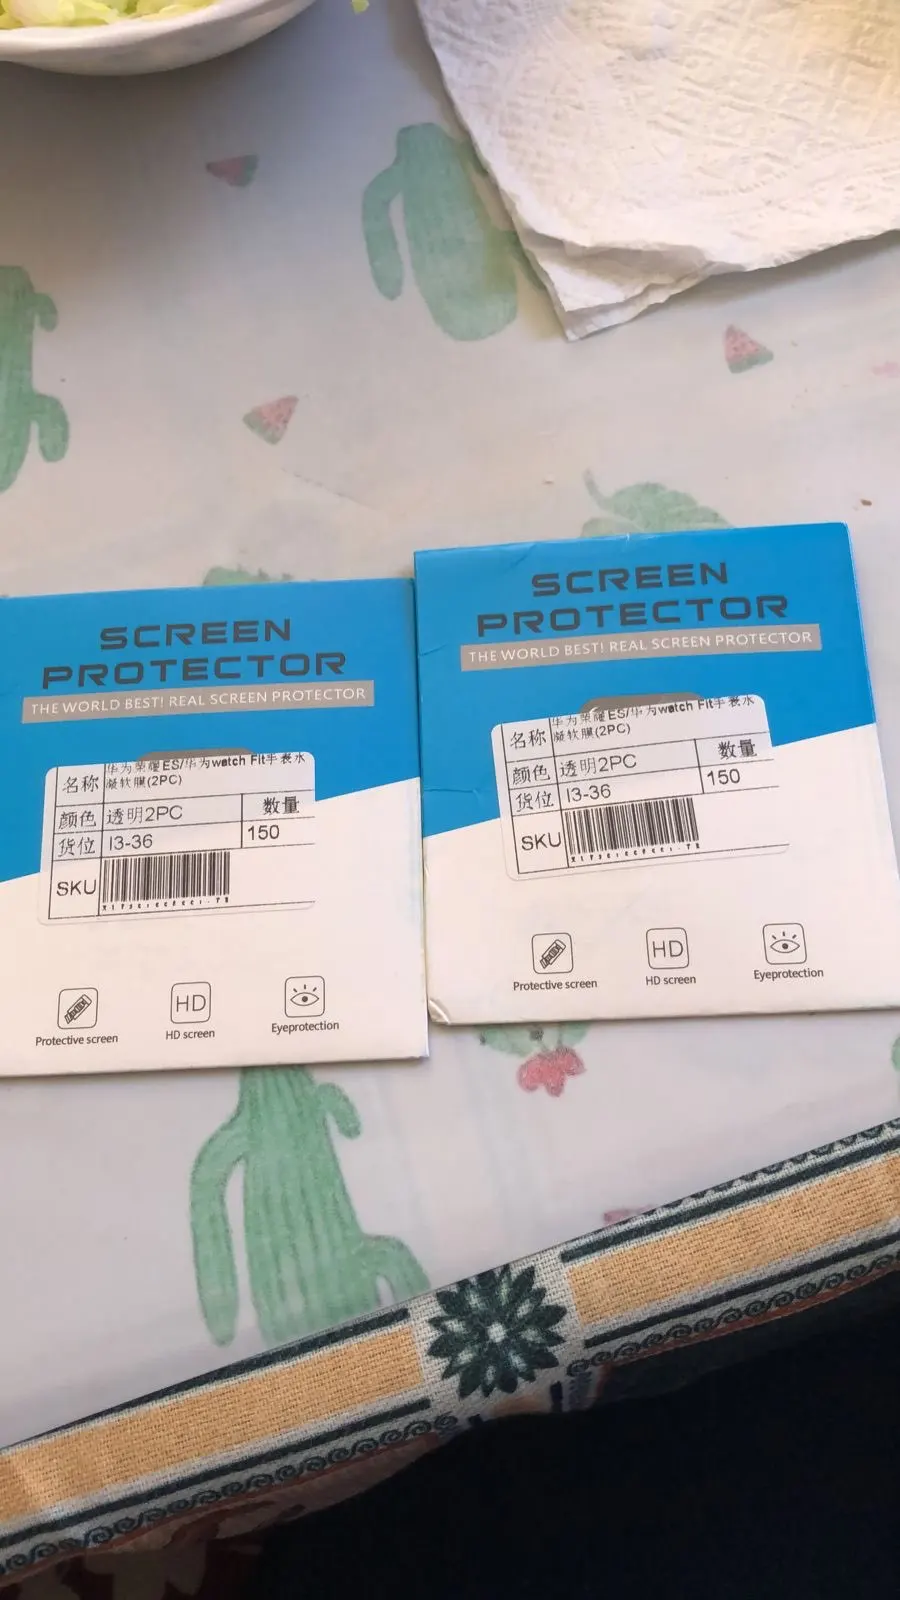 SCREEN
PROTECTOR
THE WORLD BEST! REAL SCREEN PROTECTOR
名称
华为荣耀ES/华为watch Fit手表水
凝软膜(2PC)
颜色 透明2PC 数量
货位 I3-36 150
SKU
Protective screen
HD
HD screen
Eyeprotection
SCREEN
PROTECTOR
THE WORLD BEST! REAL SCREEN PROTECTOR
名称
华为荣耀ES/华为watch Fit手表水
凝软膜(2PC)
颜色 透明2PC 数量
货位 I3-36 150
SKU
Protective screen
HD
HD screen
Eyeprotection